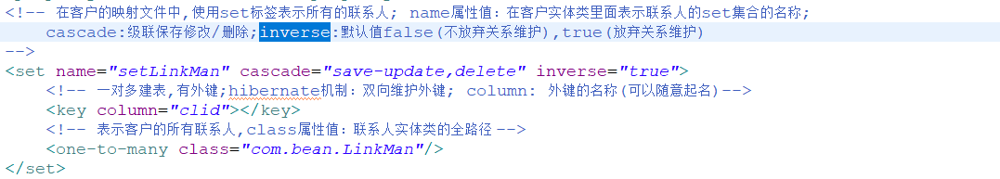 <!-- 在客户的映射文件中,使用set标签表示所有的联系人; name属性值: 在客户实体类里面表示联系人的set集合的名称;
cascade:级联保存修改/删除;inverse:默认值false(不放弃关系维护),true(放弃关系维护)
-->
<set name="setLinkMan" cascade="save-update,delete" inverse="true">
<!-- 一对多建表,有外键;hibernate机制: 双向维护外键; column: 外键的名称(可以随意起名)-->
<key column="clid"></key>
<!-- 表示客户的所有联系人,class属性值: 联系人实体类的全路径 -->
<one-to-many class="com.bean.LinkMan"/>
</set>